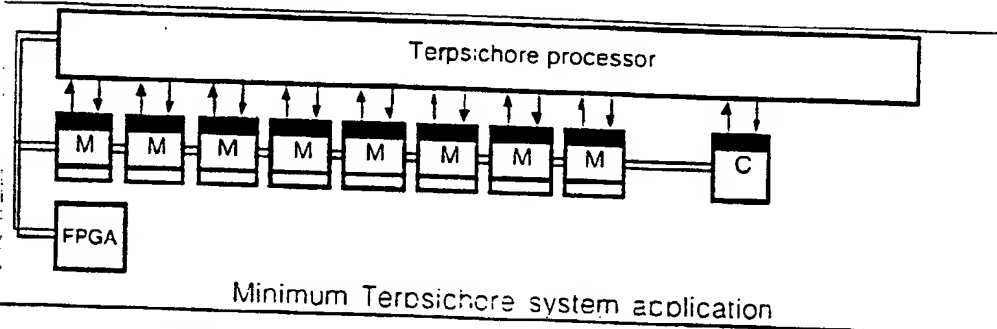 Terpsichore processor
M M M M M M M M C
FPGA
Minimum Terpsichore system application